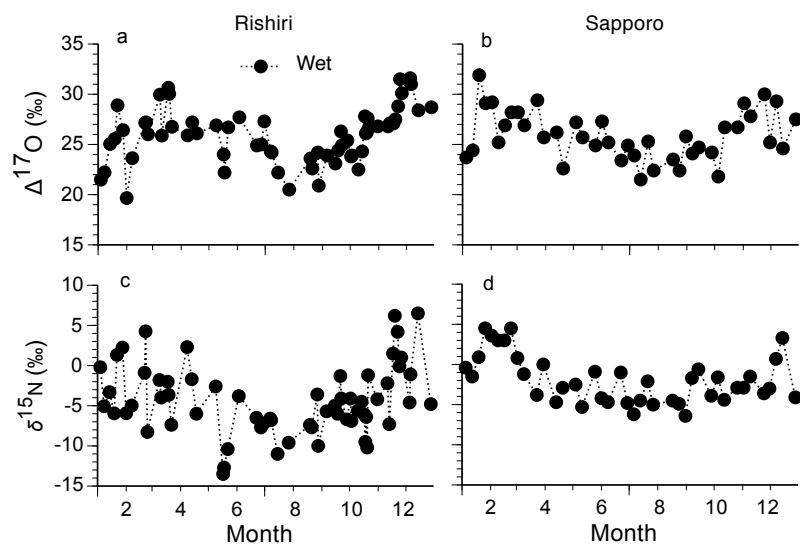 Rishiri
Sapporo
a
Wet
b
Δ¹⁷O (‰)
35
30
25
20
15
c
d
δ¹⁵N (‰)
10
5
0
-5
-10
-15
2 4 6 8 10 12
2 4 6 8 10 12
Month
Month